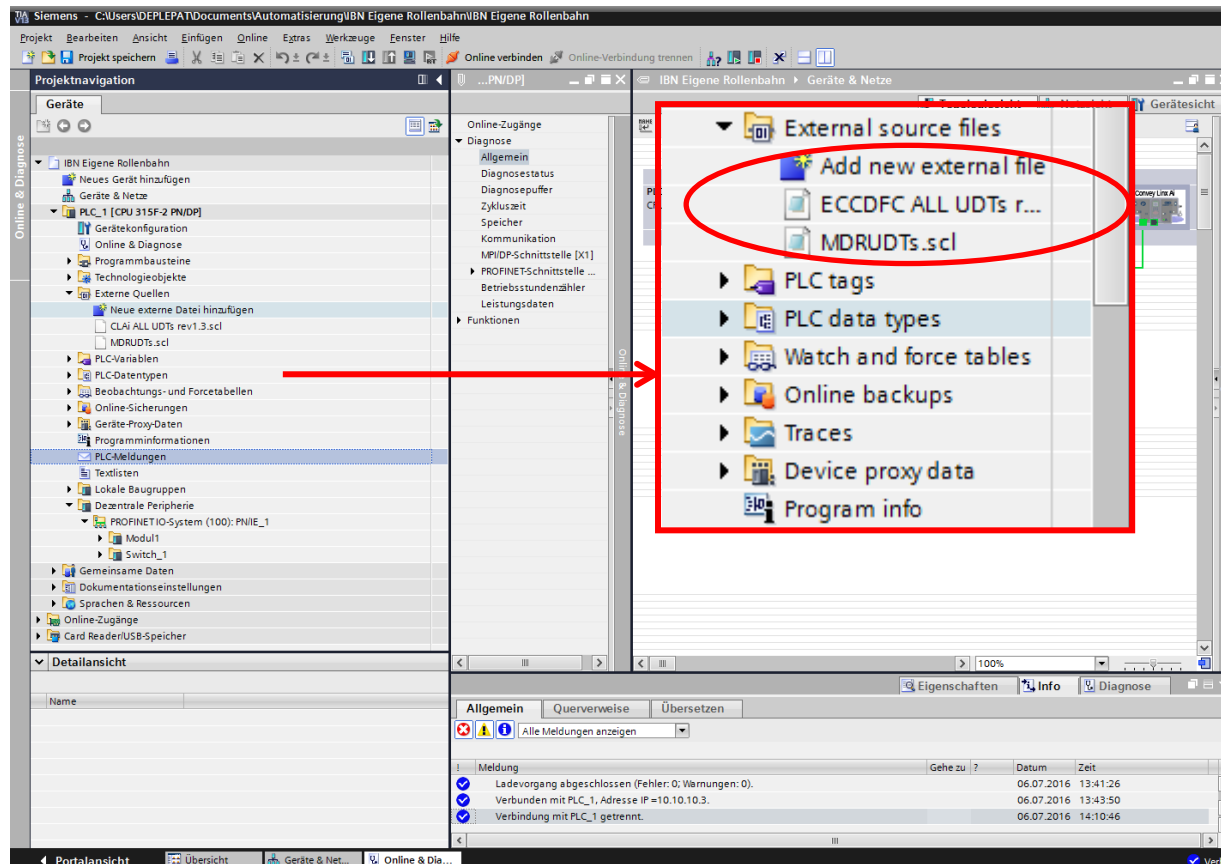 Siemens - C:\Users\DEPLEPAT\Documents\Automatisierung\IBN Eigene Rollenbahn\IBN Eigene Rollenbahn
Projekt Bearbeiten Ansicht Einfügen Online Extras Werkzeuge Fenster Hilfe
Projekt speichern Online verbinden Online-Verbindung trennen
Projektnavigation
Geräte
Online & Diagnose
IBN Eigene Rollenbahn
Neues Gerät hinzufügen
Geräte & Netze
PLC_1 [CPU 315F-2 PN/DP]
Gerätekonfiguration
Online & Diagnose
Programmbausteine
Technologieobjekte
Externe Quellen
Neue externe Datei hinzufügen
CLAi ALL UDTs rev1.3.scl
MDRUDTs.scl
PLC-Variablen
PLC-Datentypen
Beobachtungs- und Forcetabellen
Online-Sicherungen
Geräte-Proxy-Daten
Programminformationen
PLC-Meldungen
Textlisten
Lokale Baugruppen
Dezentrale Peripherie
PROFINET IO-System (100): PN/IE_1
Modul1
Switch_1
Gemeinsame Daten
Dokumentationseinstellungen
Sprachen & Ressourcen
Online-Zugänge
Card Reader/USB-Speicher
Detailansicht
Name
...PN/DP]
Online-Zugänge
Diagnose
Allgemein
Diagnosestatus
Diagnosepuffer
Zykluszeit
Speicher
Kommunikation
MPI/DP-Schnittstelle [X1]
PROFINET-Schnittstelle ...
Betriebsstundenzähler
Leistungsdaten
Funktionen
Online & Diagnose
IBN Eigene Rollenbahn Geräte & Netze
Gerätesicht
Convey Linx Ai
External source files
Add new external file
ECCDFC ALL UDTs r...
MDRUDTs.scl
PLC tags
PLC data types
Watch and force tables
Online backups
Traces
Device proxy data
Program info
100%
Eigenschaften Info Diagnose
Allgemein Querverweise Übersetzen
Alle Meldungen anzeigen
! Meldung Gehe zu ? Datum Zeit
Ladevorgang abgeschlossen (Fehler: 0; Warnungen: 0). 06.07.2016 13:41:26
Verbunden mit PLC_1, Adresse IP =10.10.10.3. 06.07.2016 13:43:50
Verbindung mit PLC_1 getrennt. 06.07.2016 14:10:46
Portalansicht Übersicht Geräte & Net... Online & Dia...